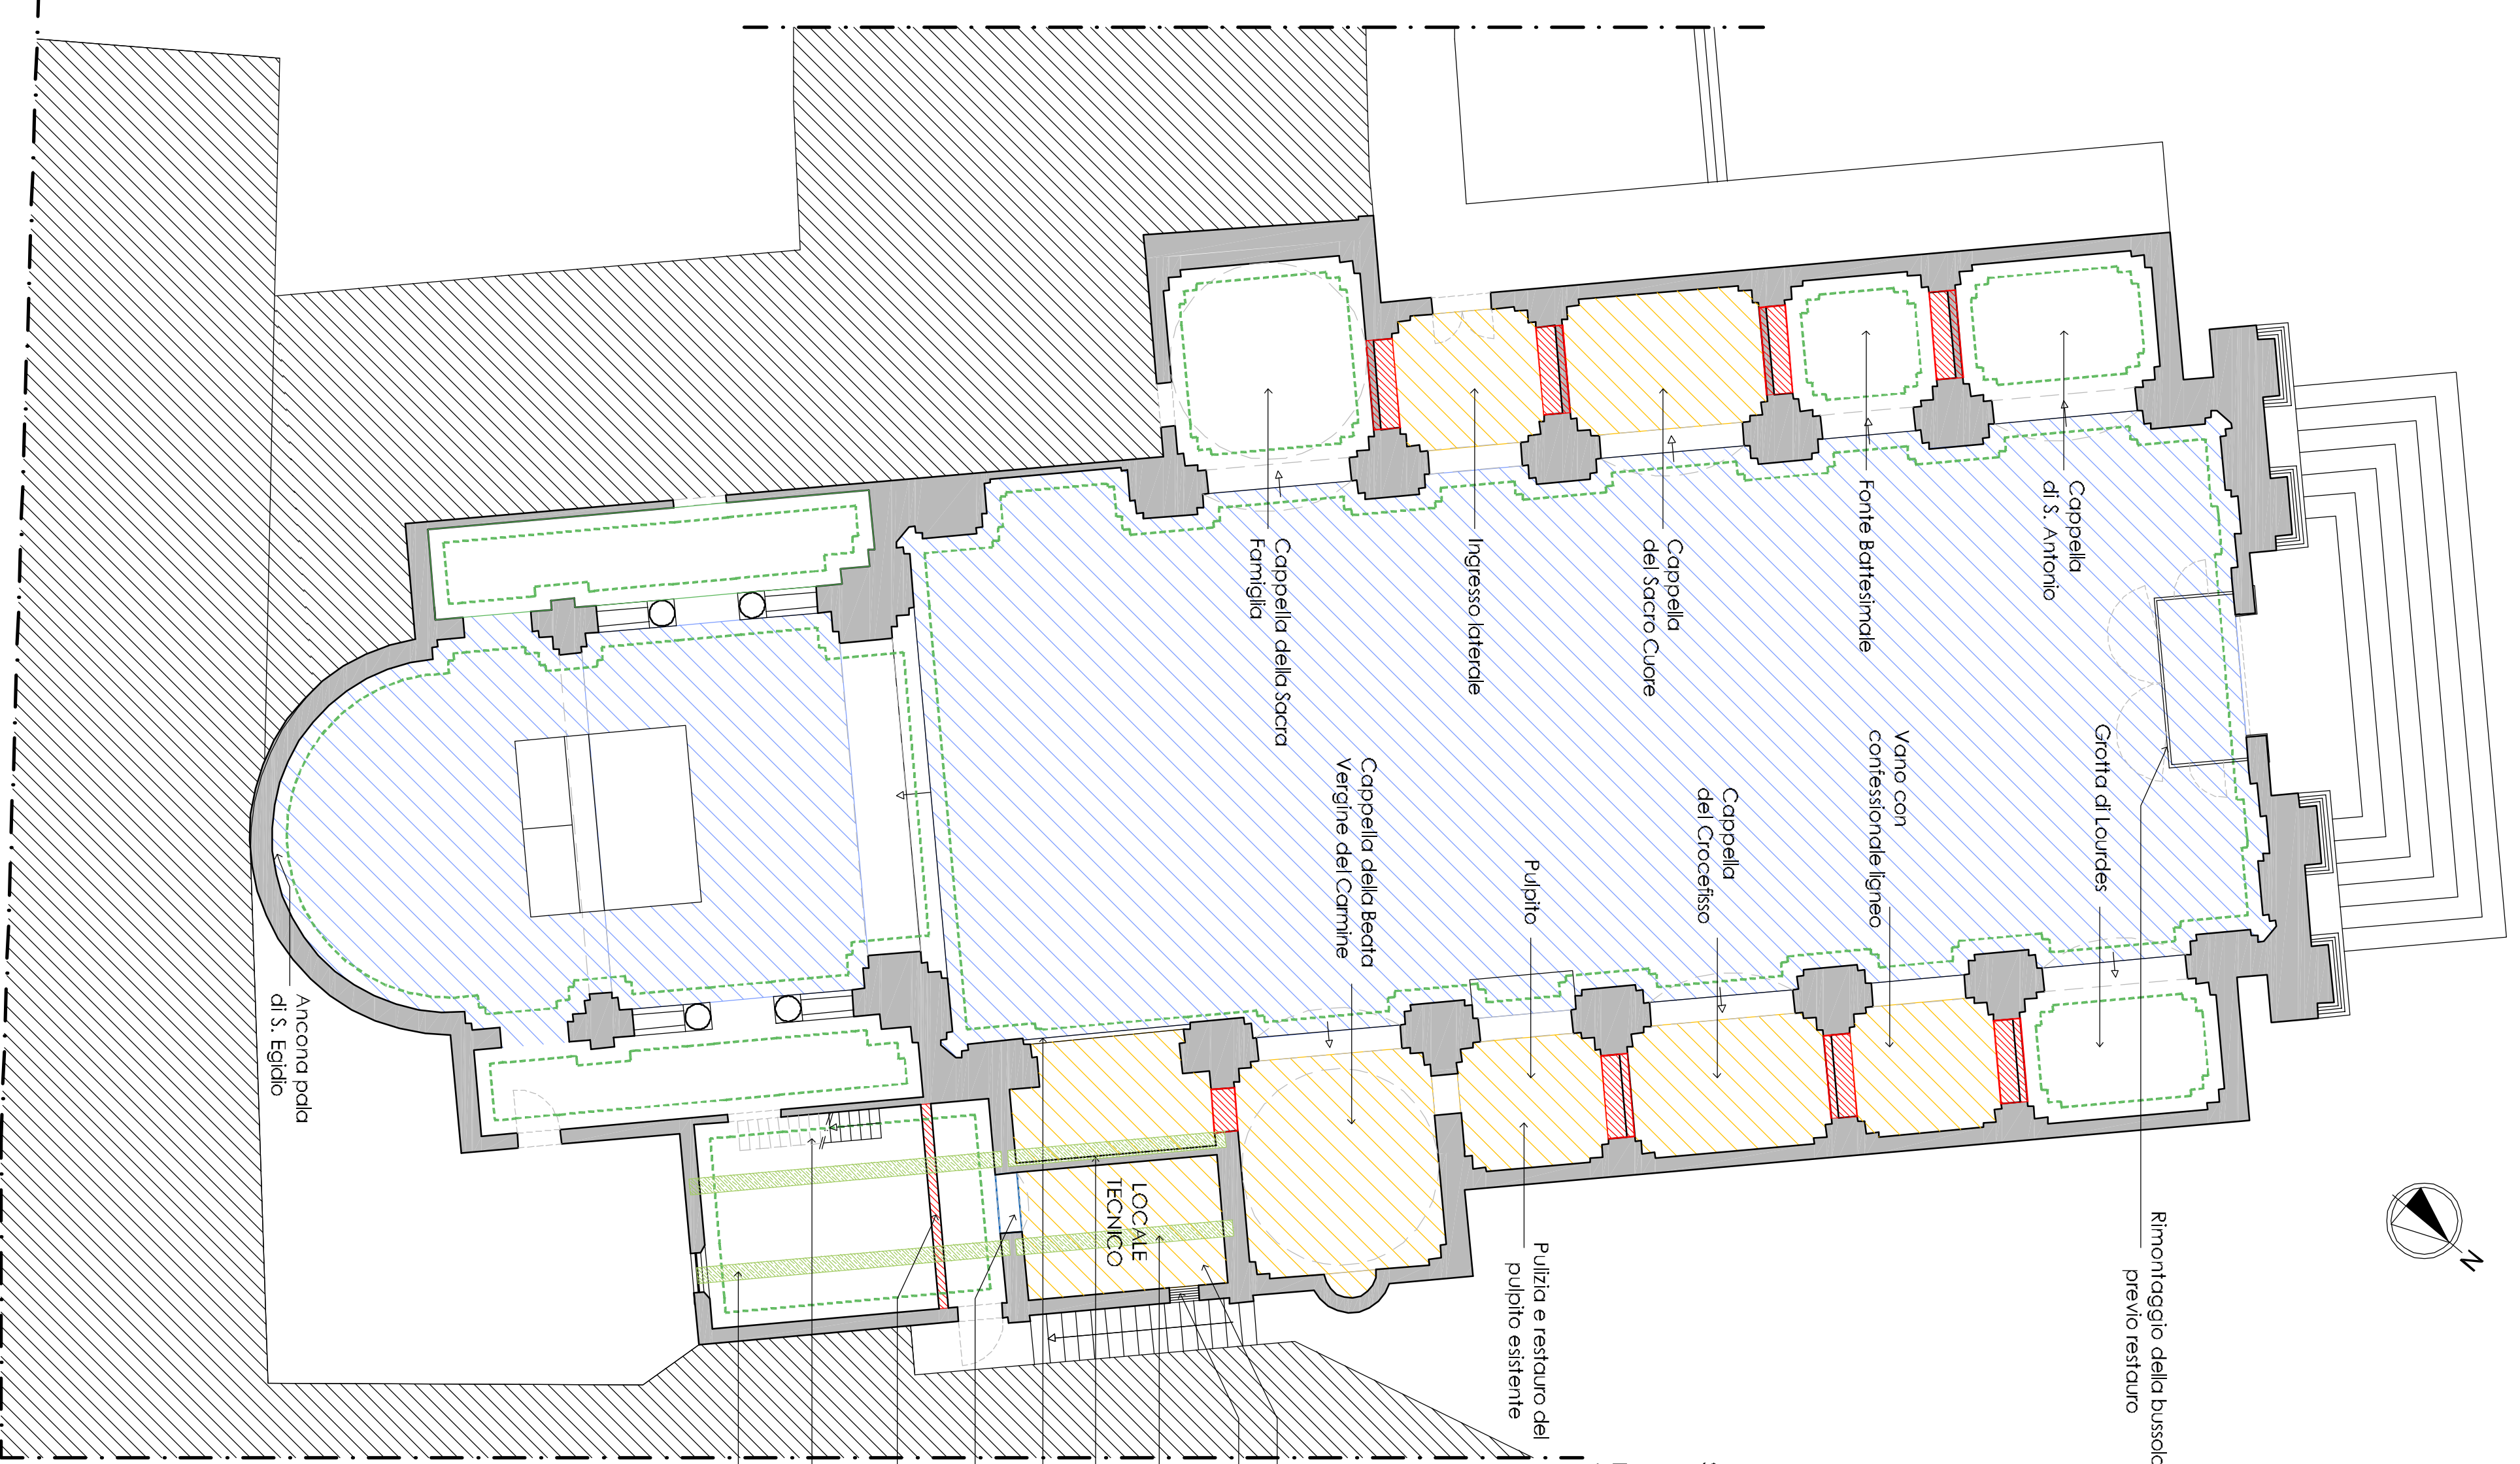 Cappella
di S. Antonio
Fonte Battesimale
Cappella
del Sacro Cuore
Ingresso laterale
Cappella della Sacra
Famiglia
Grotta di Lourdes
Vano con
confessionale ligneo
Cappella
del Crocefisso
Pulpito
Cappella della Beata
Vergine del Carmine
Ancona pala
di S. Egidio
LOCALE
TECNICO
Rimontaggio della bussola
previo restauro
Pulizia e restauro del
pulpito esistente
N